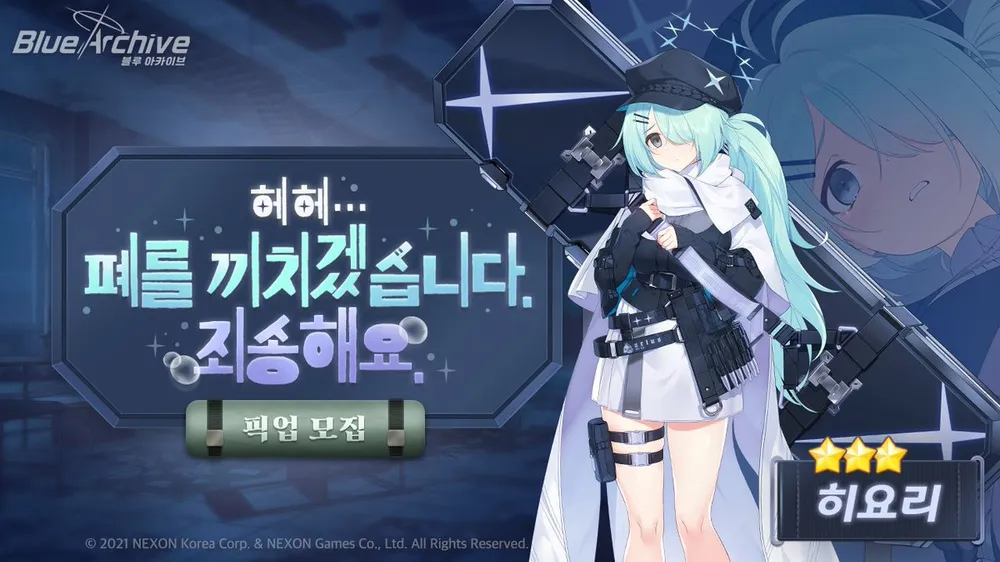 Blue Archive
블루 아카이브
헤헤...
폐를 끼치겠습니다.
죄송해요.
픽업 모집
히요리
© 2021 NEXON Korea Corp. & NEXON Games Co., Ltd. All Rights Reserved.